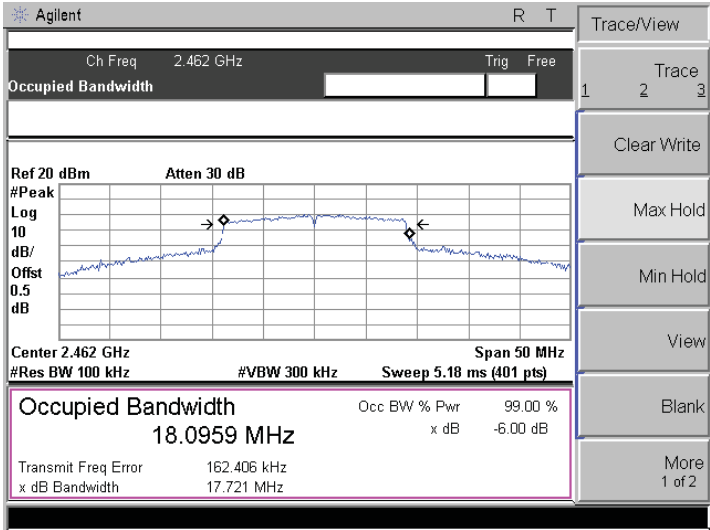 Agilent R T
Trace/View
Ch Freq 2.462 GHz Trig Free
Occupied Bandwidth
Trace
1 2 3
Clear Write
Ref 20 dBm Atten 30 dB
#Peak
Log
10
dB/
Offst
0.5
dB
Max Hold
Min Hold
Center 2.462 GHz Span 50 MHz
#Res BW 100 kHz #VBW 300 kHz Sweep 5.18 ms (401 pts)
View
Occupied Bandwidth Occ BW % Pwr 99.00 %
18.0959 MHz x dB -6.00 dB
Blank
Transmit Freq Error 162.406 kHz
x dB Bandwidth 17.721 MHz
More
1 of 2